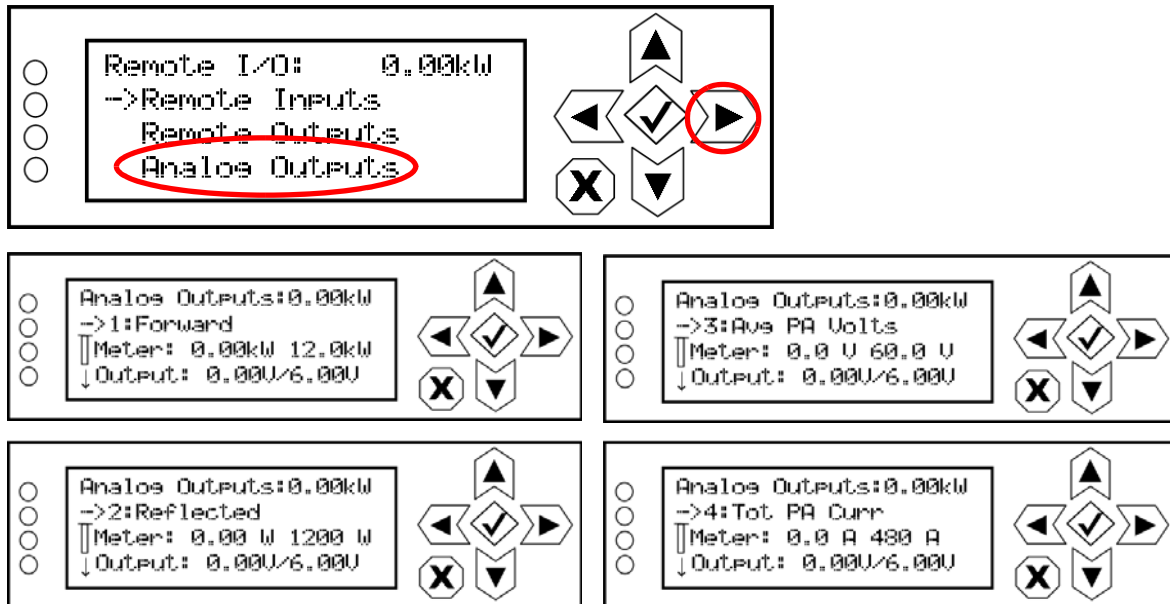 Remote I/O: 0.00kW
->Remote Inputs
Remote Outputs
Analog Outputs
X
Analog Outputs:0.00kW
->1:Forward
Meter: 0.00kW 12.0kW
↓Output: 0.00V/6.00V
X
Analog Outputs:0.00kW
->3:Ave PA Volts
Meter: 0.0 V 60.0 V
↓Output: 0.00V/6.00V
X
Analog Outputs:0.00kW
->2:Reflected
Meter: 0.00 W 1200 W
↓Output: 0.00V/6.00V
X
Analog Outputs:0.00kW
->4:Tot PA Curr
Meter: 0.0 A 480 A
↓Output: 0.00V/6.00V
X